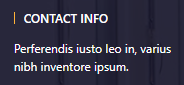 CONTACT INFO
Perferendis iusto leo in, varius
nibh inventore ipsum.